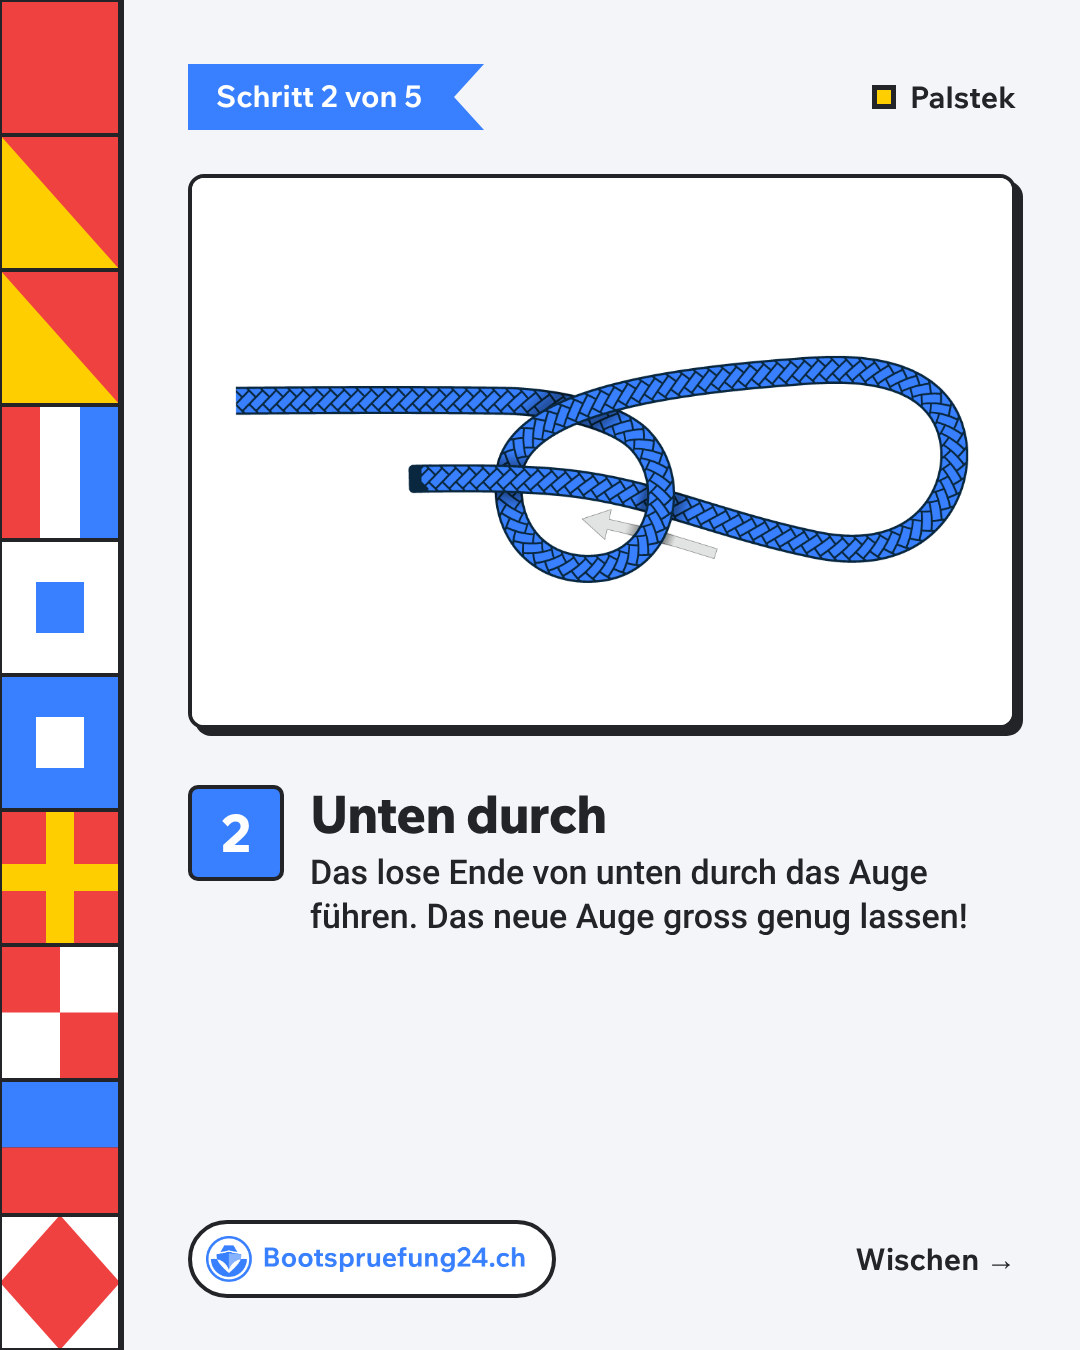 Schritt 2 von 5
Palstek
2
Unten durch
Das lose Ende von unten durch das Auge
führen. Das neue Auge gross genug lassen!
Bootspruefung24.ch
Wischen →